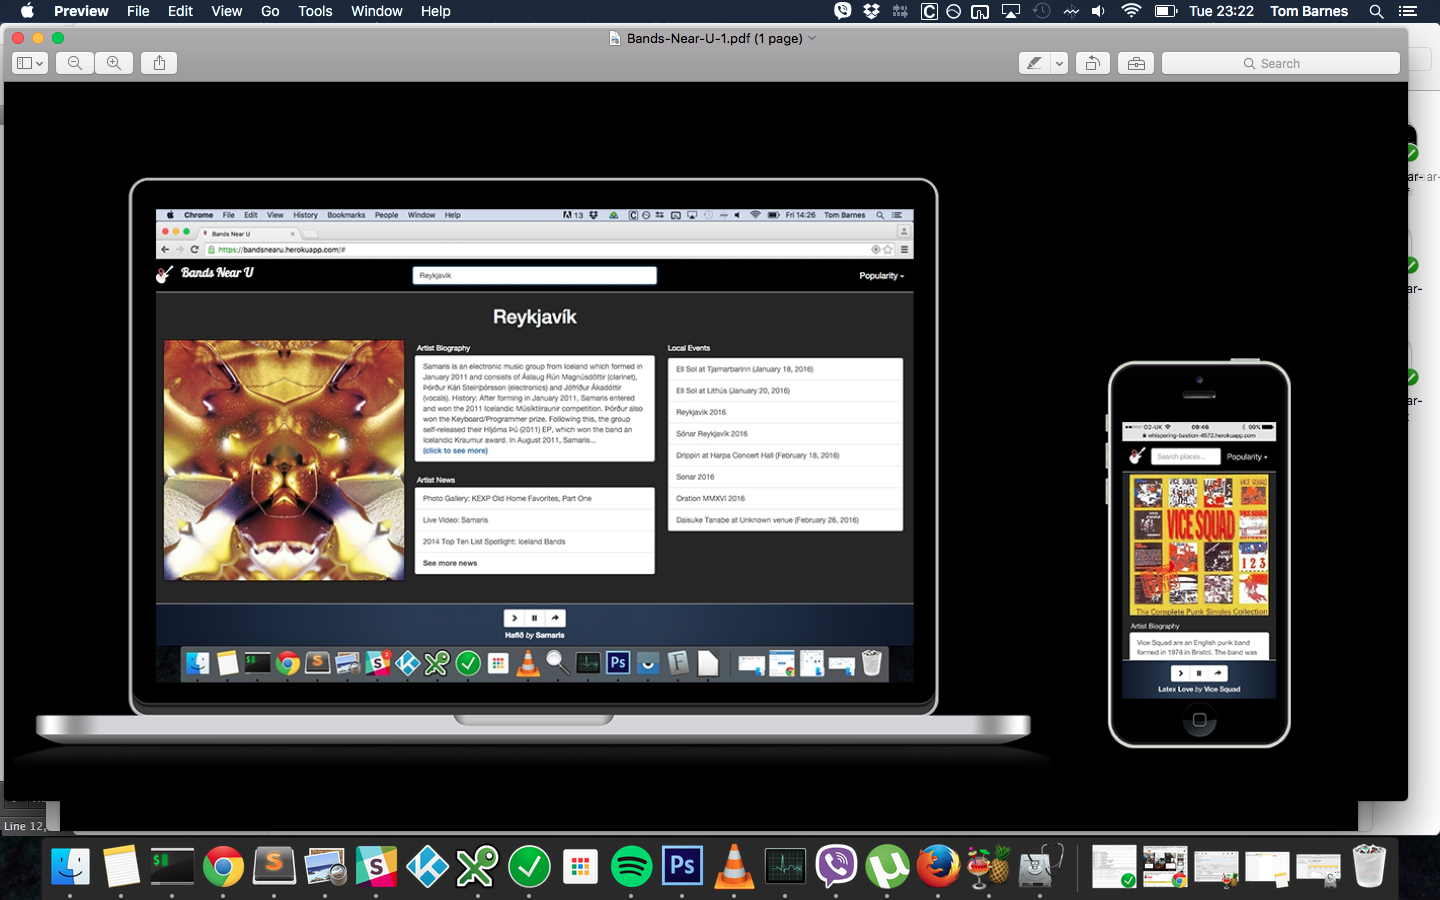 Preview File Edit View Go Tools Window Help Tue 23:22 Tom Barnes
Bands-Near-U-1.pdf (1 page)
Search
Chrome File Edit View History Bookmarks People Window Help 13 Fri 14:26 Tom Barnes
Bands Near U
https://bandsnearu.herokuapp.com/#
Bands Near U
Reykjavik
Popularity
Reykjavík
Artist Biography
Samaris is an electronic music group from Iceland which formed in
January 2011 and consists of Áslaug Rún Magnúsdóttir (clarinet),
Þórður Kári Steinþórsson (electronics) and Jófríður Ákadóttir
(vocals). History: After forming in January 2011, Samaris entered
and won the 2011 Icelandic Músíktilraunir competition. Þórður also
won the Keyboard/Programmer prize. Following this, the group
self-released their Hljóma Þú (2011) EP, which won the band an
Icelandic Kraumur award. In August 2011, Samaris...
(click to see more)
Artist News
Photo Gallery: KEXP Old Home Favorites, Part One
Live Video: Samaris
2014 Top Ten List Spotlight: Iceland Bands
See more news
Local Events
Ell Sol at Tjarnarbarinn (January 18, 2016)
Ell Sol at Lithús (January 20, 2016)
Reykjavik 2016
Sónar Reykjavík 2016
Drippin at Harpa Concert Hall (February 18, 2016)
Sonar 2016
Oration MMXVI 2016
Daisuke Tanabe at Unknown venue (February 26, 2016)
Hafið by Samaris
Ps
O2-UK 09:46 99%
whispering-bastion-4572.herokuapp.com
Search places...
Popularity
VICE SQUAD
1 2 3
The Complete Punk Singles Collection
Artist Biography
Vice Squad are an English punk band
formed in 1978 in Bristol. The band was
Latex Love by Vice Squad
ar-
ar-
ar-
Line 12,
Ps